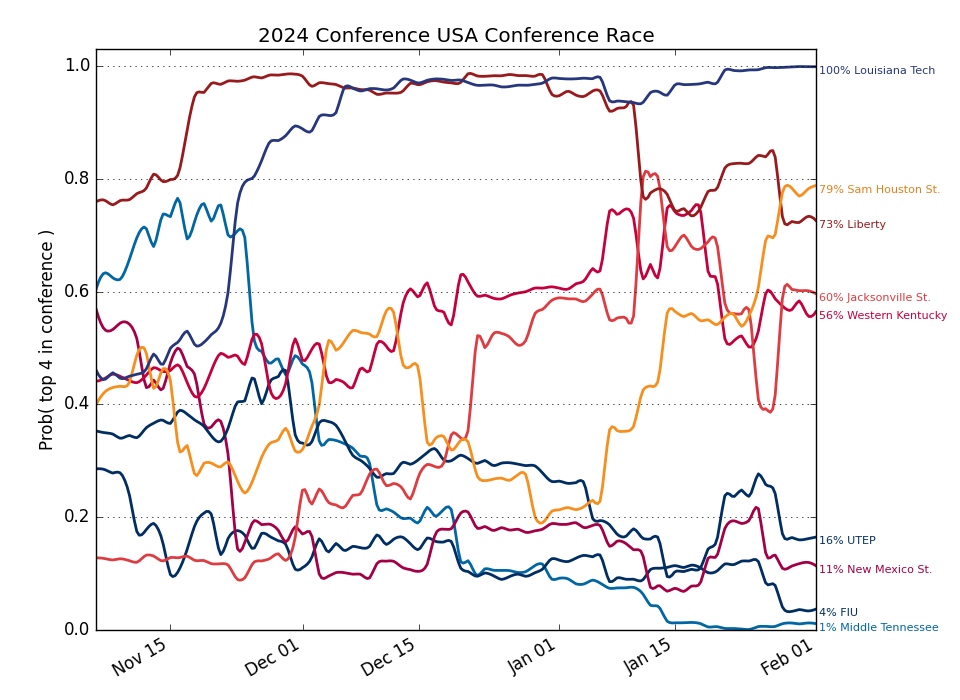 2024 Conference USA Conference Race
Prob( top 4 in conference )
1.0
0.8
0.6
0.4
0.2
0.0
Nov 15
Dec 01
Dec 15
Jan 01
Jan 15
Feb 01
100% Louisiana Tech
79% Sam Houston St.
73% Liberty
60% Jacksonville St.
56% Western Kentucky
16% UTEP
11% New Mexico St.
4% FIU
1% Middle Tennessee